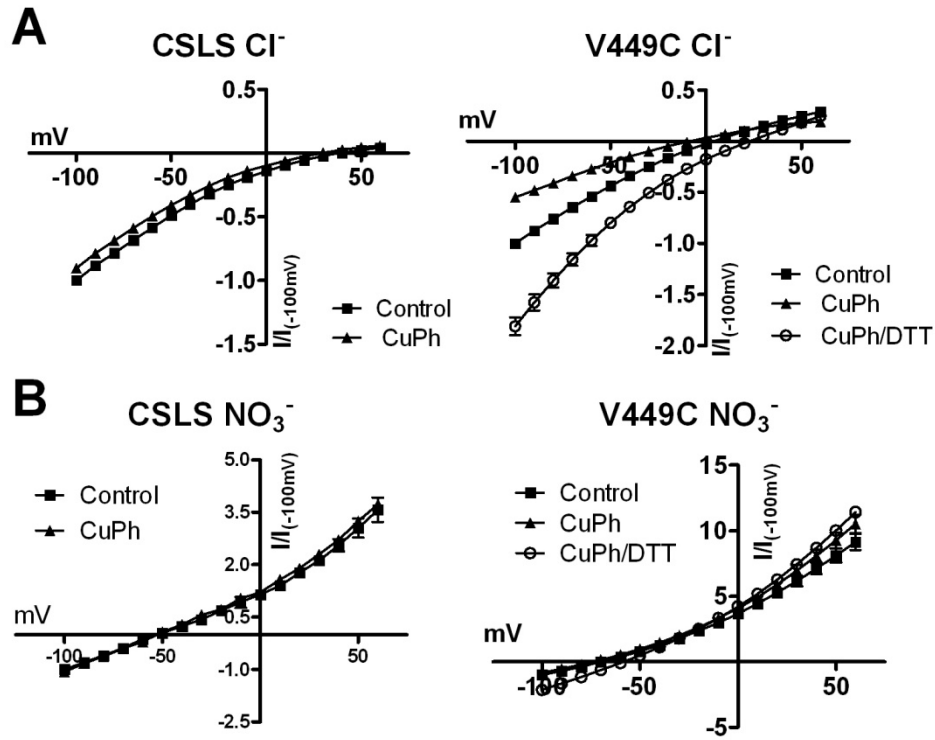 A
CSLS Cl-
V449C Cl-
0.5
mV
-100
-50
50
-0.5
-1.0
-1.5
I/I(-100mV)
Control
CuPh
0.5
mV
-100
-50
50
-0.5
-1.0
-1.5
-2.0
I/I(-100mV)
Control
CuPh
CuPh/DTT
B
CSLS NO3-
V449C NO3-
5.0
3.5
2.0
0.5
-1.0
-2.5
I/I(-100mV)
Control
CuPh
mV
-100
-50
50
15
10
5
-5
I/I(-100mV)
Control
CuPh
CuPh/DTT
mV
-100
-50
50